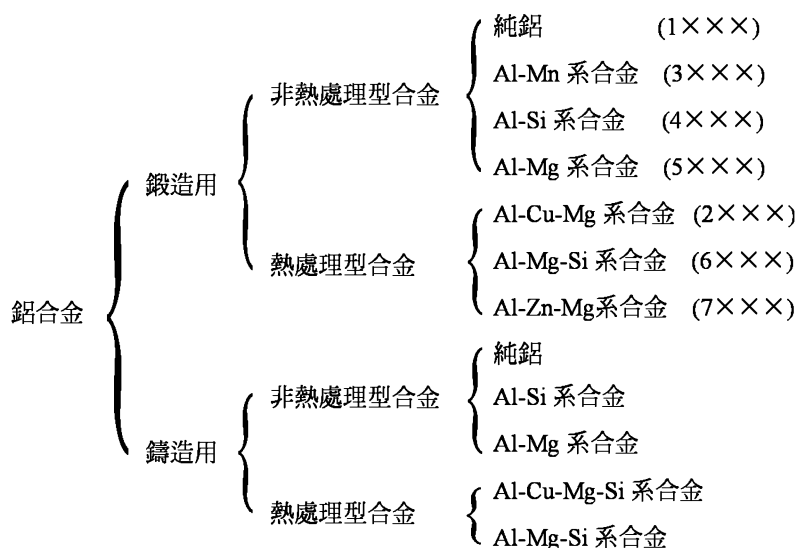 純鋁 (1×××)
Al-Mn 系合金 (3×××)
非熱處理型合金
Al-Si 系合金 (4×××)
Al-Mg 系合金 (5×××)
鍛造用
Al-Cu-Mg 系合金 (2×××)
熱處理型合金
Al-Mg-Si 系合金 (6×××)
Al-Zn-Mg系合金 (7×××)
鋁合金
純鋁
非熱處理型合金
Al-Si 系合金
Al-Mg 系合金
鑄造用
Al-Cu-Mg-Si 系合金
熱處理型合金
Al-Mg-Si 系合金